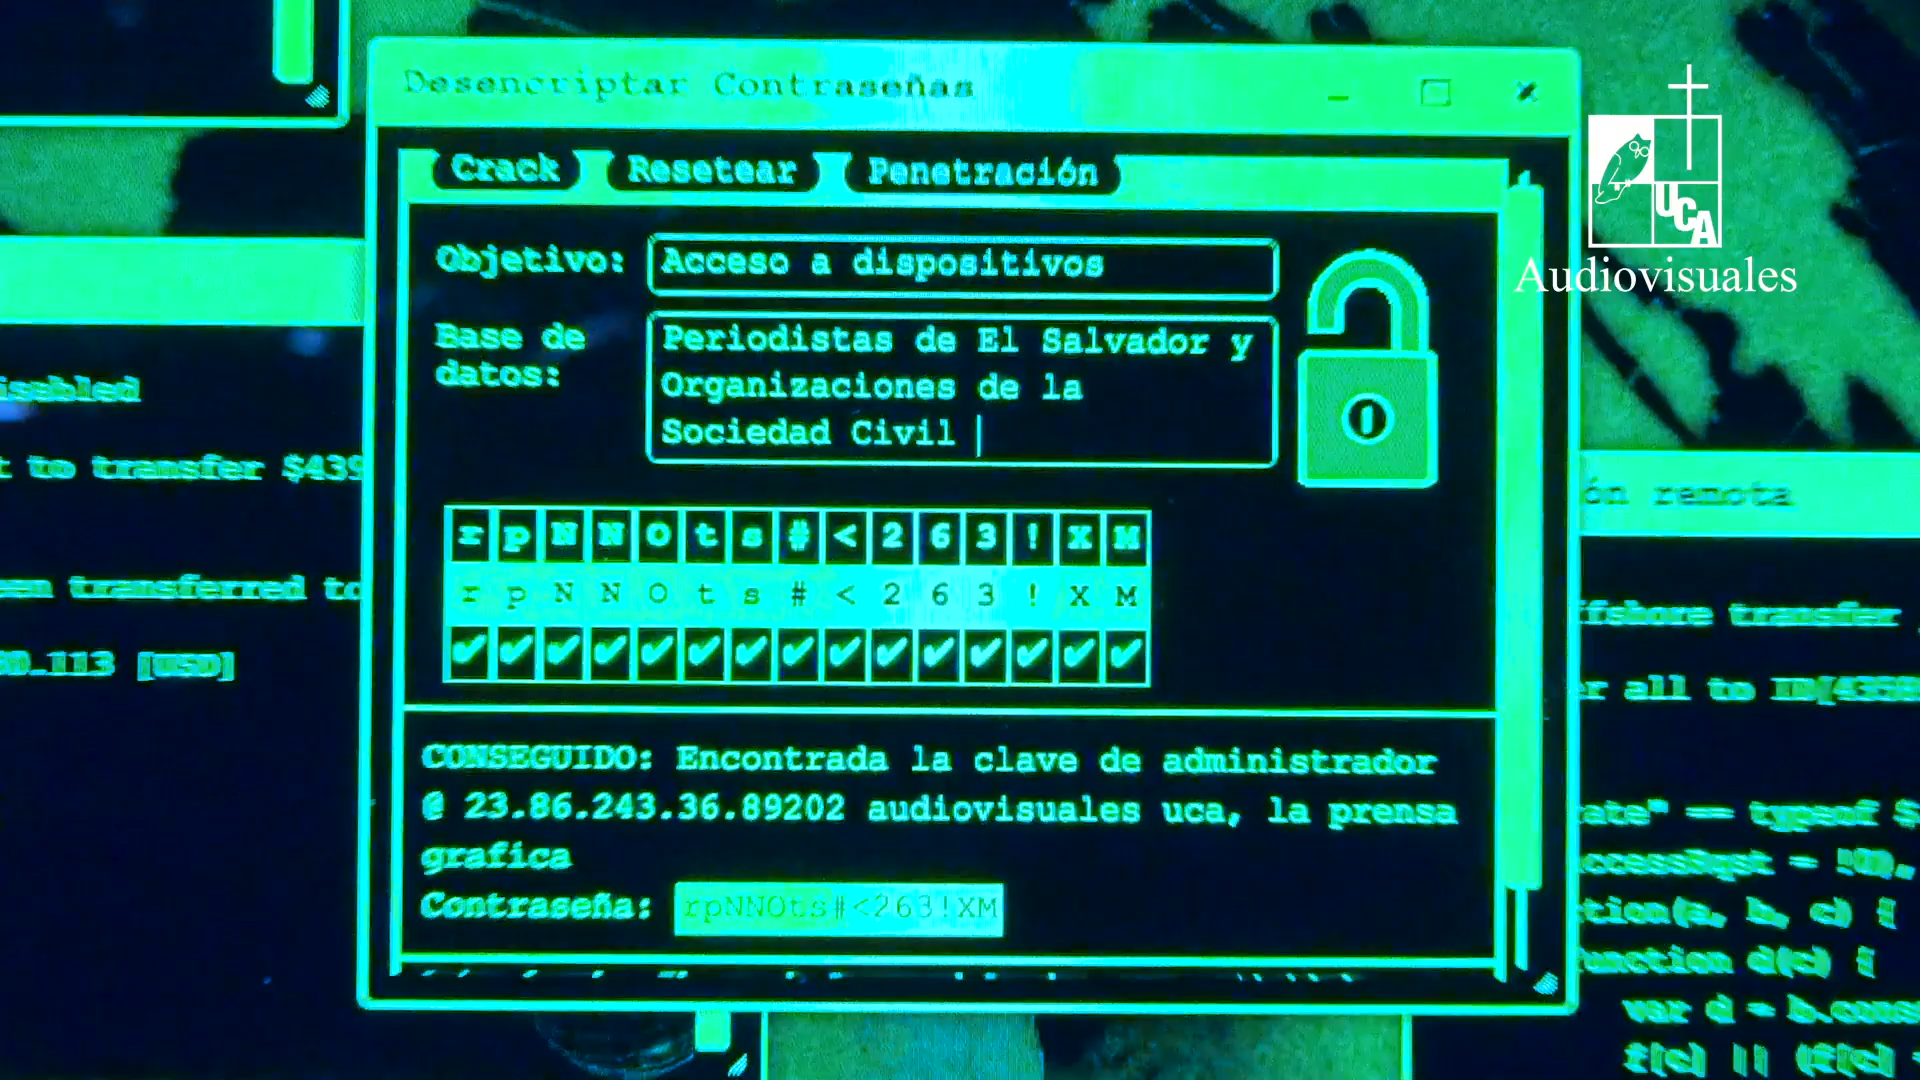 Desencriptar Contraseñas
Crack Resetear Penetración
Objetivo: Acceso a dispositivos
Base de datos:
Periodistas de El Salvador y
Organizaciones de la
Sociedad Civil
r p N N O t s # < 2 6 3 ! X M
r p N N O t s # < 2 6 3 ! X M
CONSEGUIDO: Encontrada la clave de administrador
@ 23.86.243.36.89202 audiovisuales uca, la prensa
grafica
Contraseña: rpNNOts#<263!XM
UCA
Audiovisuales
to transfer
transferred to
.113 [USD]
remota
transfer
all to
== typeof $
(a, b, c) {
d(c) {
var d =